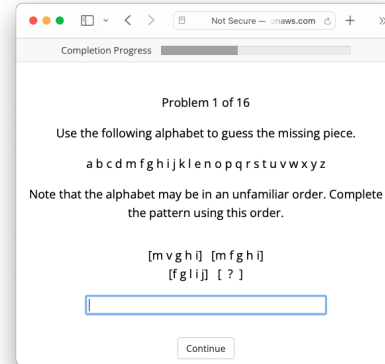 Not Secure — onaws.com
Completion Progress
Problem 1 of 16
Use the following alphabet to guess the missing piece.
a b c d m f g h i j k l e n o p q r s t u v w x y z
Note that the alphabet may be in an unfamiliar order. Complete
the pattern using this order.
[m v g h i] [m f g h i]
[f g l i j] [ ? ]
Continue